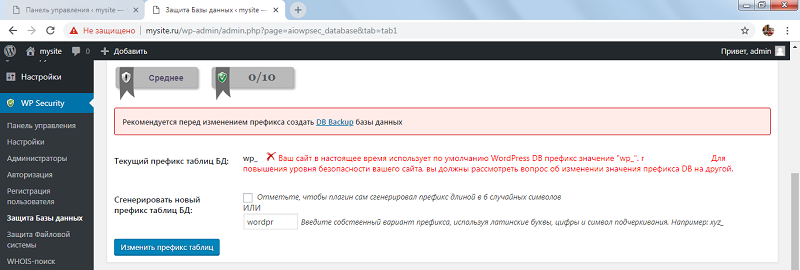 Панель управления ‹ mysite —
Защита Базы данных ‹ mysite —
Не защищено mysite.ru/wp-admin/admin.php?page=aiowpsec_database&tab=tab1
mysite 0 + Добавить Привет, admin
Настройки
WP Security
Панель управления
Настройки
Администраторы
Авторизация
Регистрация
пользователя
Защита Базы данных
Защита Файловой
системы
WHOIS-поиск
Среднее 0/10
Рекомендуется перед изменением префикса создать DB Backup базы данных
Текущий префикс таблиц БД: wp_ Ваш сайт в настоящее время использует по умолчанию WordPress DB префикс значение "wp_". г Для
повышения уровня безопасности вашего сайта, вы должны рассмотреть вопрос об изменении значения префикса DB на другой.
Сгенерировать новый
префикс таблиц БД:
Отметьте, чтобы плагин сам сгенерировал префикс длиной в 6 случайных символов
ИЛИ
wordpr Введите собственный вариант префикса, используя латинские буквы, цифры и символ подчеркивания. Например: xyz_
Изменить префикс таблиц